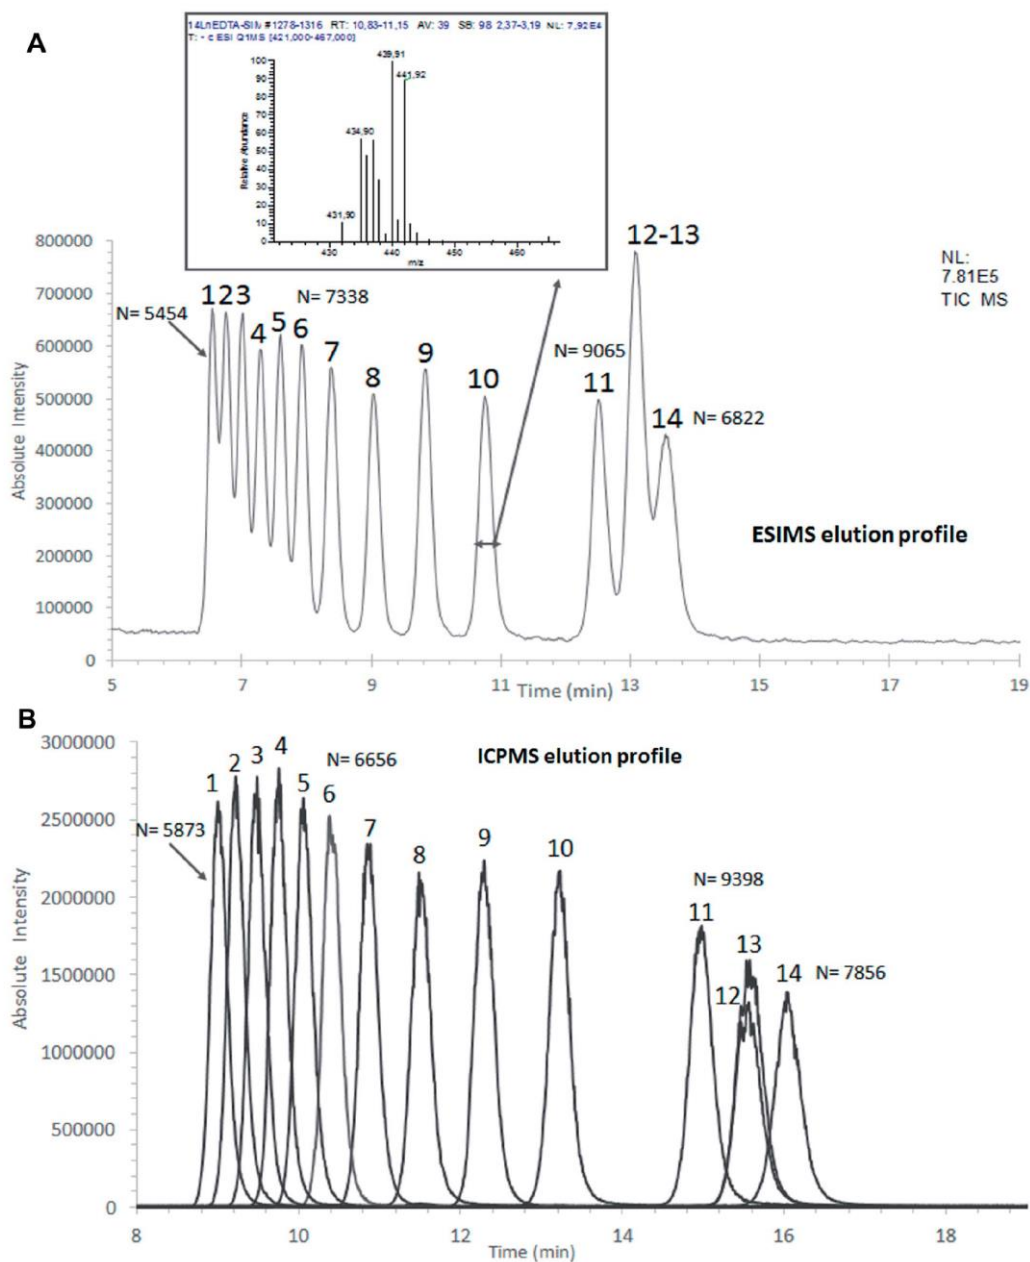 A
14LnEDTA-SIM #1278-1316 RT: 10,83-11,15 AV: 39 SB: 98 2,37-3,19 NL: 7,92E4
T: - c ESI Q1MS [421,000-467,000]
439,91
441,92
434,90
431,90
100
90
80
70
60
50
40
30
20
10
0
Relative Abundance
430 440 450 460
m/z
800000
700000
600000
500000
400000
300000
200000
100000
0
Absolute Intensity
N= 5454
123
4
5
6
N= 7338
7
8
9
10
N= 9065
11
12-13
14
N= 6822
NL:
7.81E5
TIC MS
ESIMS elution profile
5 7 9 11 13 15 17 19
Time (min)
B
3000000
2500000
2000000
1500000
1000000
500000
0
Absolute Intensity
ICPMS elution profile
N= 5873
1
2
3
4
5
6
N= 6656
7
8
9
10
N= 9398
11
12
13
14
N= 7856
8 10 12 14 16 18
Time (min)